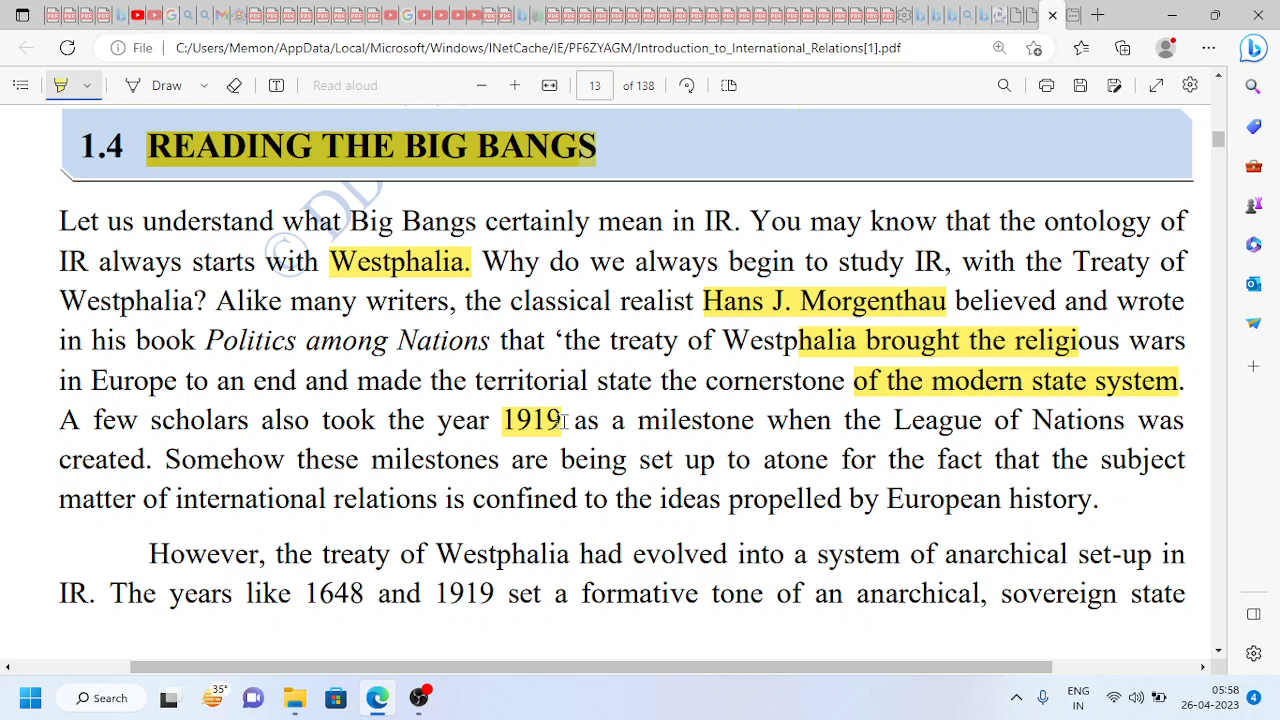 File
C:/Users/Memon/AppData/Local/Microsoft/Windows/INetCache/IE/PF6ZYAGM/Introduction_to_International_Relations[1].pdf
Draw
Read aloud
13 of 138
1.4 READING THE BIG BANGS
Let us understand what Big Bangs certainly mean in IR. You may know that the ontology of
IR always starts with Westphalia. Why do we always begin to study IR, with the Treaty of
Westphalia? Alike many writers, the classical realist Hans J. Morgenthau believed and wrote
in his book Politics among Nations that ‘the treaty of Westphalia brought the religious wars
in Europe to an end and made the territorial state the cornerstone of the modern state system.
A few scholars also took the year 1919 as a milestone when the League of Nations was
created. Somehow these milestones are being set up to atone for the fact that the subject
matter of international relations is confined to the ideas propelled by European history.
However, the treaty of Westphalia had evolved into a system of anarchical set-up in
IR. The years like 1648 and 1919 set a formative tone of an anarchical, sovereign state
Search
35°
ENG
IN
05:58
26-04-2023
4